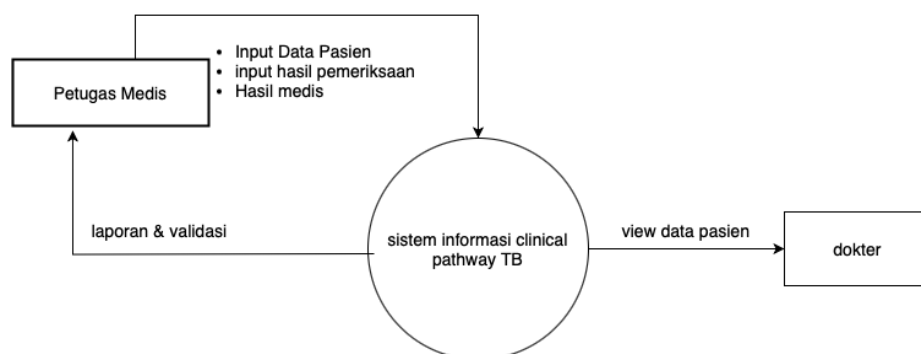 Input Data Pasien
input hasil pemeriksaan
Hasil medis
Petugas Medis
laporan & validasi
sistem informasi clinical
pathway TB
view data pasien
dokter